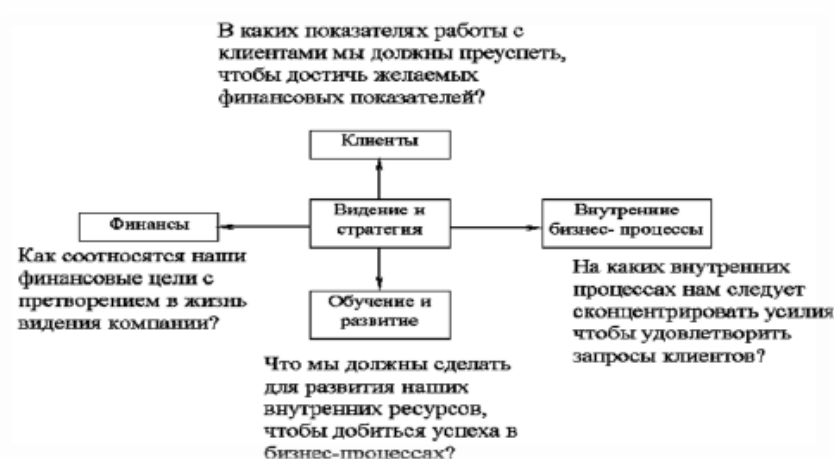 В каких показателях работы с
клиентами мы должны преуспеть,
чтобы достичь желаемых
финансовых показателей?
Клиенты
Финансы
Видение и
стратегия
Внутренние
бизнес- процессы
Как соотносятся наши
финансовые цели с
претворением в жизнь
видения компании?
На каких внутренних
процессах нам следует
сконцентрировать усилия
чтобы удовлетворить
запросы клиентов?
Обучение и
развитие
Что мы должны сделать
для развития наших
внутренних ресурсов,
чтобы добиться успеха в
бизнес-процессах?